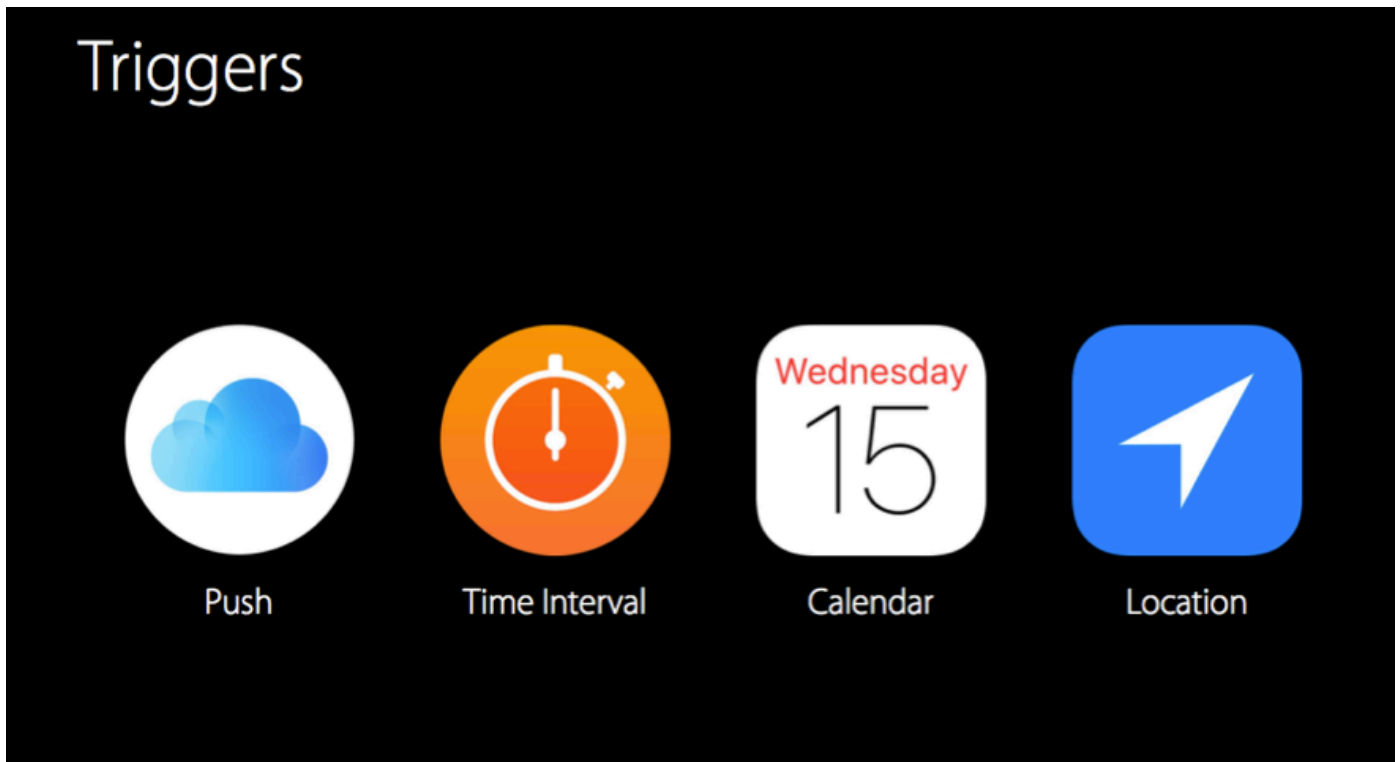 Triggers
Wednesday
15
Push
Time Interval
Calendar
Location